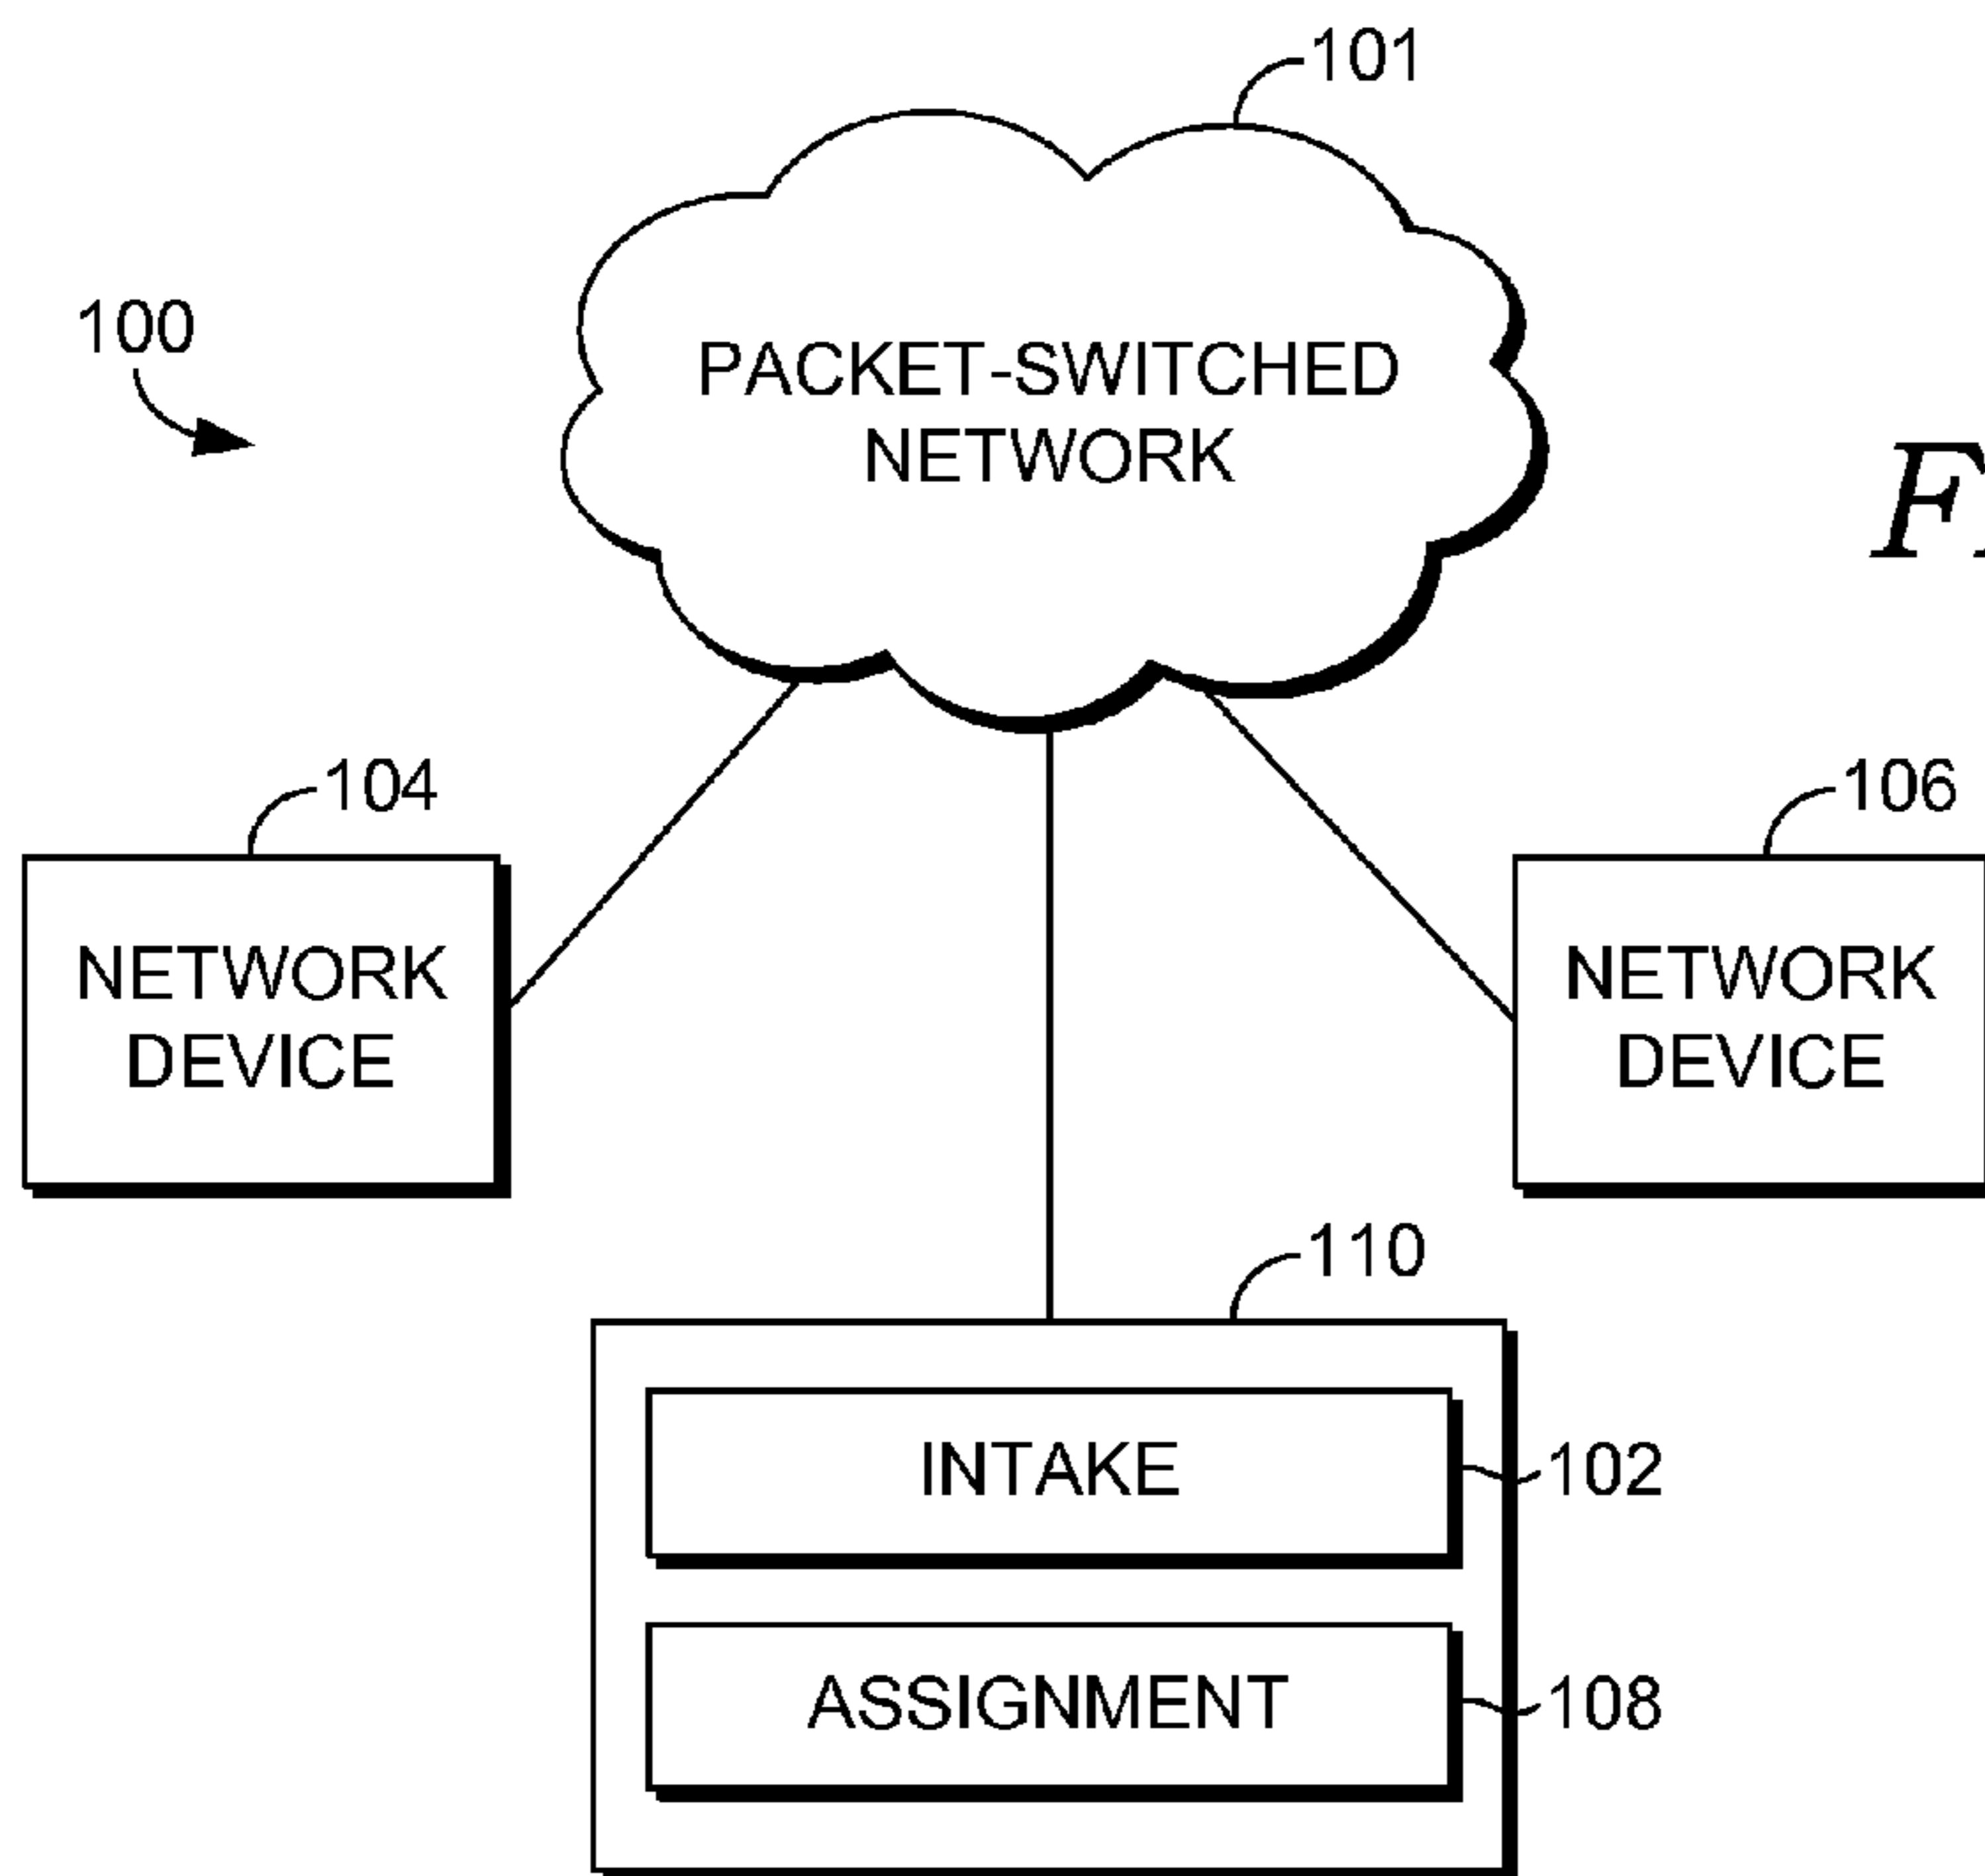 101
100
PACKET-SWITCHED
NETWORK
104
106
NETWORK
DEVICE
NETWORK
DEVICE
110
INTAKE
102
ASSIGNMENT
108